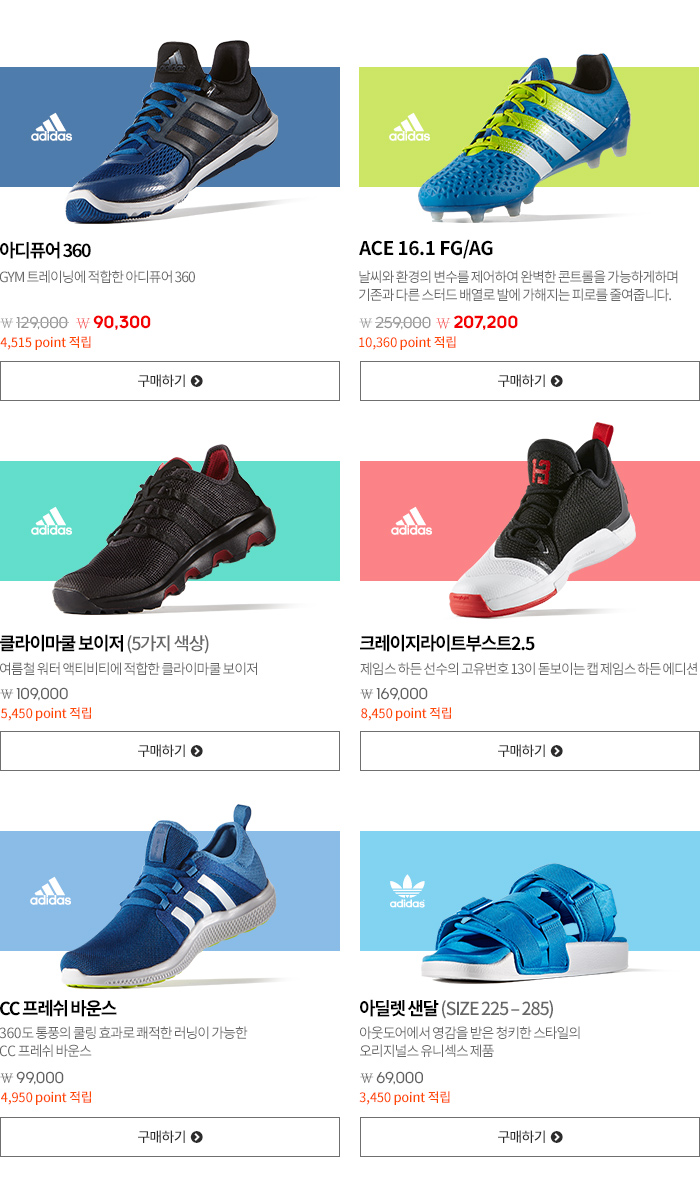 adidas
adidas
adidas
아디퓨어 360
GYM 트레이닝에 적합한 아디퓨어 360
₩ 129,000 ₩ 90,300
4,515 point 적립
구매하기
ACE 16.1 FG/AG
날씨와 환경의 변수를 제어하여 완벽한 콘트롤을 가능하게하며
기존과 다른 스터드 배열로 발에 가해지는 피로를 줄여줍니다.
₩ 259,000 ₩ 207,200
10,360 point 적립
구매하기
adidas
클라이마쿨 보이저 (5가지 색상)
여름철 워터 액티비티에 적합한 클라이마쿨 보이저
₩ 109,000
5,450 point 적립
구매하기
adidas
13
크레이지라이트부스트2.5
제임스 하든 선수의 고유번호 13이 돋보이는 캡 제임스 하든 에디션
₩ 169,000
8,450 point 적립
구매하기
adidas
CC 프레쉬 바운스
360도 통풍의 쿨링 효과로 쾌적한 러닝이 가능한
CC 프레쉬 바운스
₩ 99,000
4,950 point 적립
구매하기
adidas
아딜렛 샌달 (SIZE 225 – 285)
아웃도어에서 영감을 받은 청키한 스타일의
오리지널스 유니섹스 제품
₩ 69,000
3,450 point 적립
구매하기